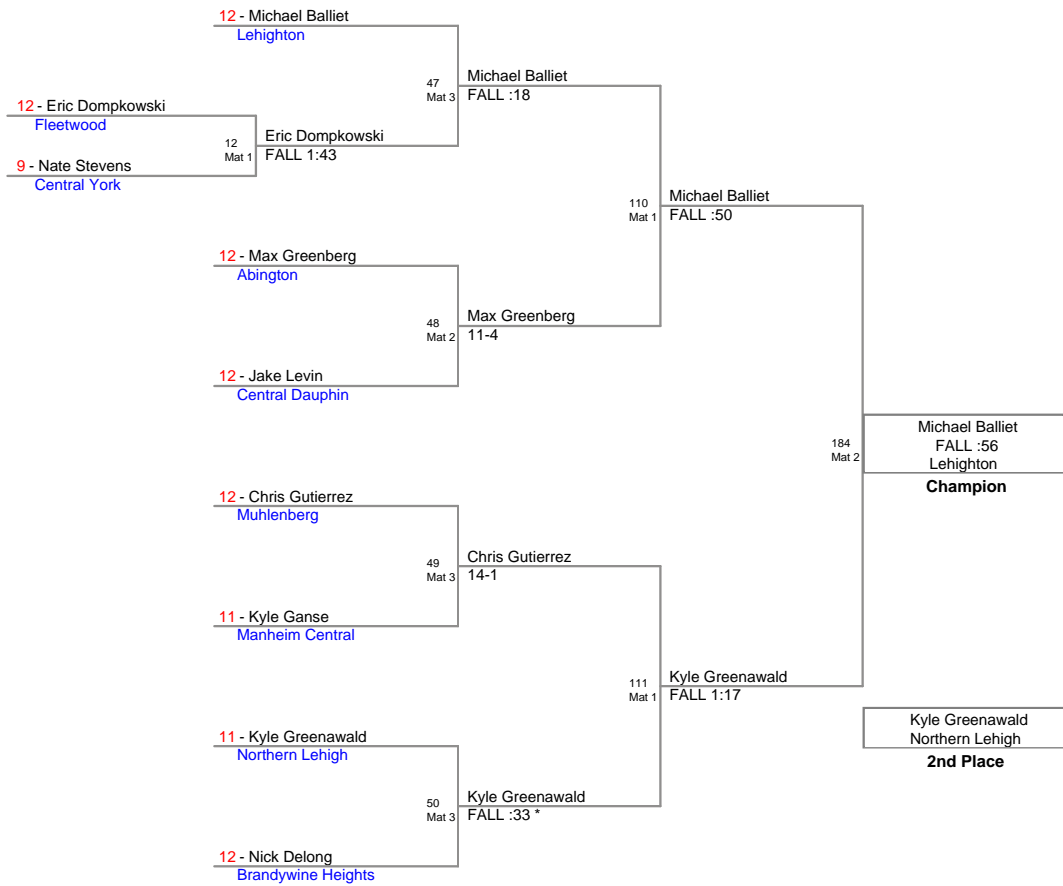 12 - Michael Balliet
Lehighton
47
Mat 3
Michael Balliet
FALL :18
12 - Eric Dompkowski
Fleetwood
12
Mat 1
Eric Dompkowski
FALL 1:43
9 - Nate Stevens
Central York
110
Mat 1
Michael Balliet
FALL :50
12 - Max Greenberg
Abington
48
Mat 2
Max Greenberg
11-4
12 - Jake Levin
Central Dauphin
184
Mat 2
Michael Balliet
FALL :56
Lehighton
Champion
12 - Chris Gutierrez
Muhlenberg
49
Mat 3
Chris Gutierrez
14-1
11 - Kyle Ganse
Manheim Central
111
Mat 1
Kyle Greenawald
FALL 1:17
11 - Kyle Greenawald
Northern Lehigh
Kyle Greenawald
Northern Lehigh
2nd Place
50
Mat 3
Kyle Greenawald
FALL :33 *
12 - Nick Delong
Brandywine Heights